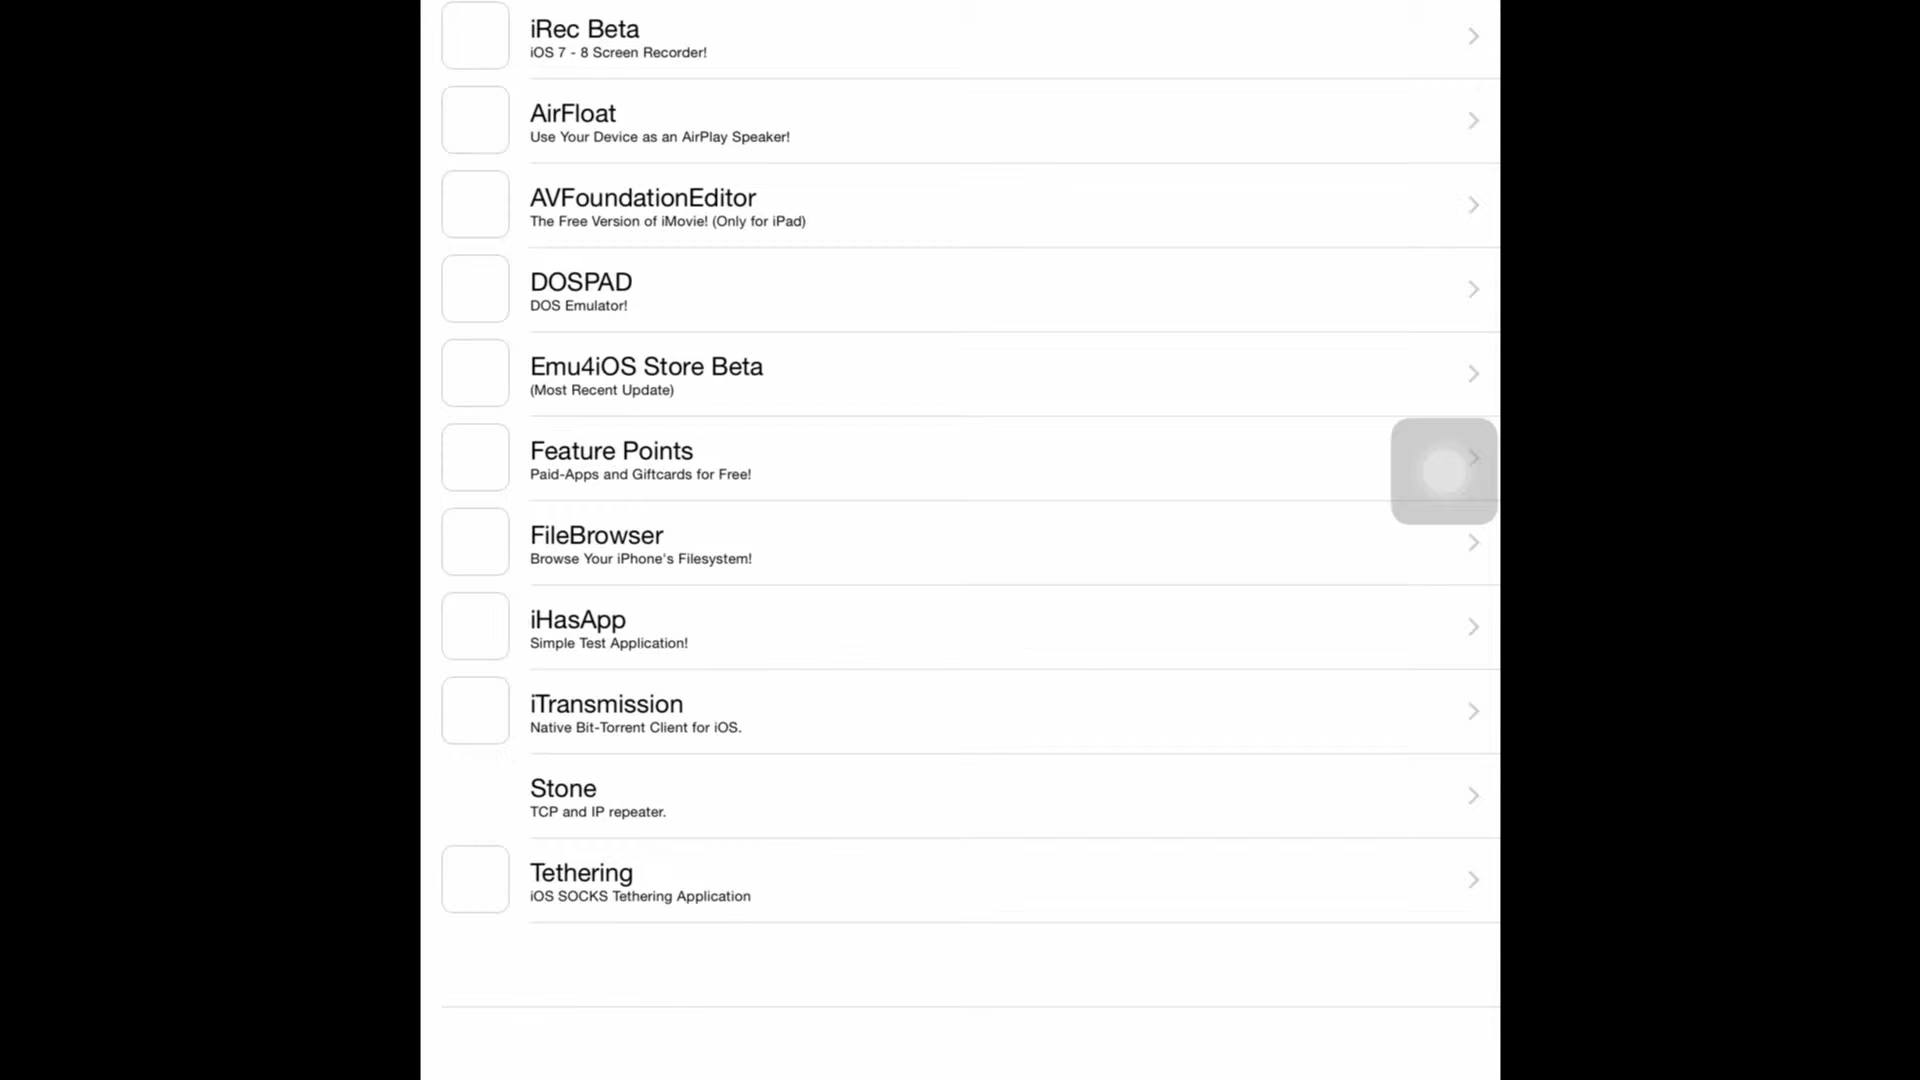 iRec Beta
iOS 7 - 8 Screen Recorder!
AirFloat
Use Your Device as an AirPlay Speaker!
AVFoundationEditor
The Free Version of iMovie! (Only for iPad)
DOSPAD
DOS Emulator!
Emu4iOS Store Beta
(Most Recent Update)
Feature Points
Paid-Apps and Giftcards for Free!
FileBrowser
Browse Your iPhone's Filesystem!
iHasApp
Simple Test Application!
iTransmission
Native Bit-Torrent Client for iOS.
Stone
TCP and IP repeater.
Tethering
iOS SOCKS Tethering Application